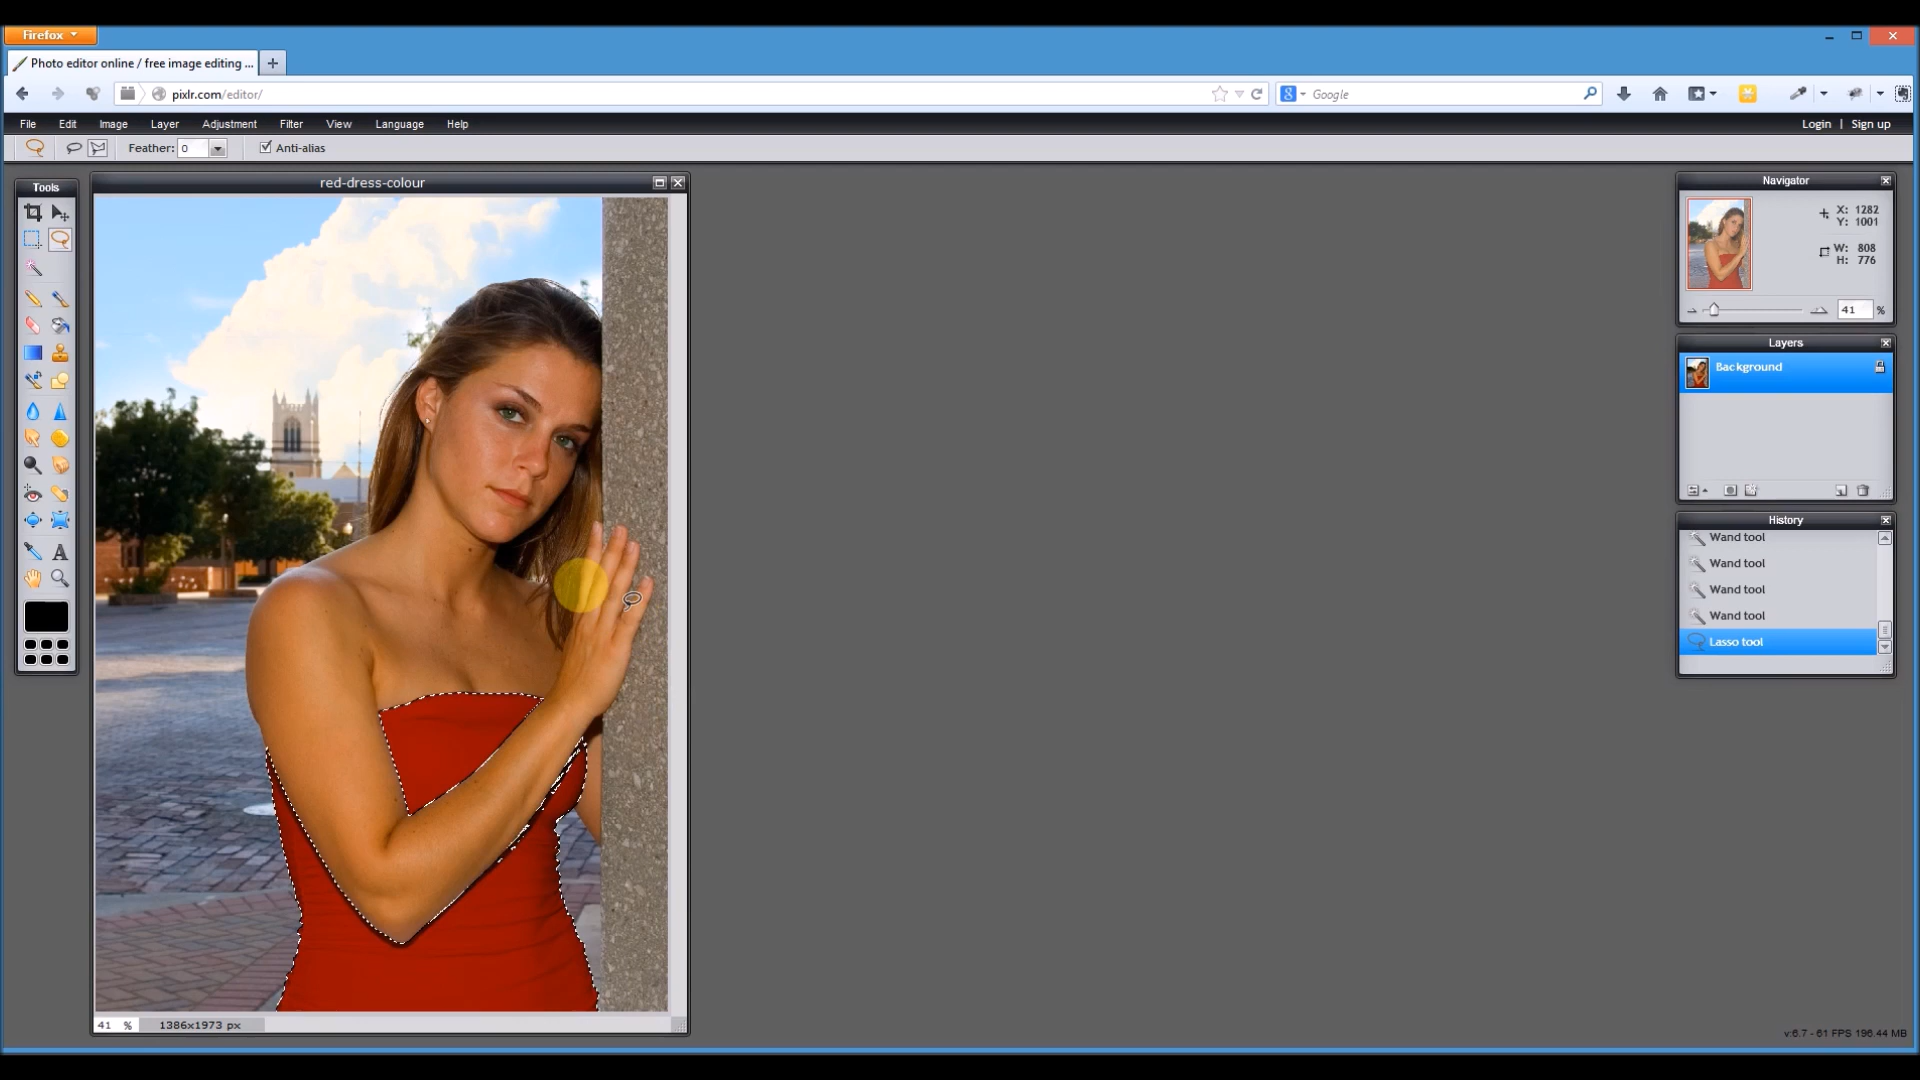 Firefox
Photo editor online / free image editing ...
pixlr.com/editor/
Google
File Edit Image Layer Adjustment Filter View Language Help
Login | Sign up
Feather: 0
Anti-alias
Tools
red-dress-colour
Navigator
X: 1282
Y: 1001
W: 808
H: 776
41 %
Layers
Background
History
Wand tool
Wand tool
Wand tool
Wand tool
Lasso tool
41 % 1386x1973 px
v:6.7 - 61 FPS 196.44 MB